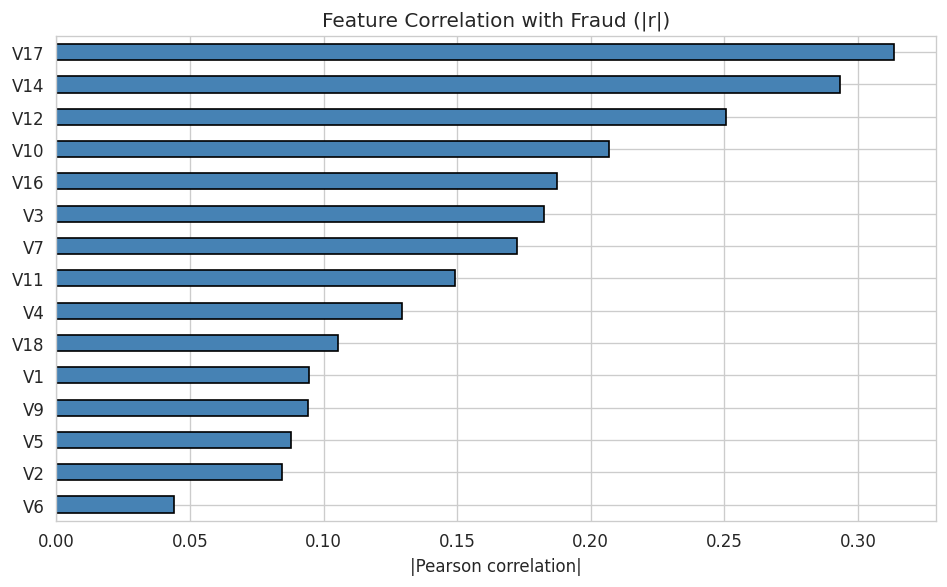 Feature Correlation with Fraud (|r|)
V17
V14
V12
V10
V16
V3
V7
V11
V4
V18
V1
V9
V5
V2
V6
0.00 0.05 0.10 0.15 0.20 0.25 0.30
|Pearson correlation|